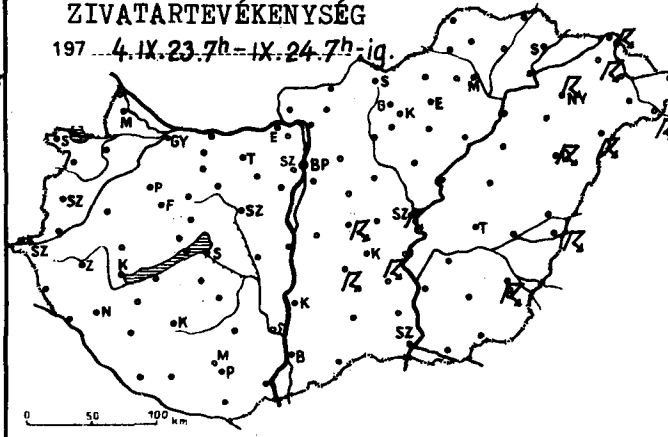 ZIVATARTEVÉKENYSÉG
197 4.IX.23.7h-IX.24.7h-ig.
S
S
M
S
G
K
E
NY
M
S
GY
E
T
SZ
BP
P
F
SZ
SZ
SZ
T
SZ
Z
K
S
K
N
K
K
S
SZ
M
P
B
0 50 100 km